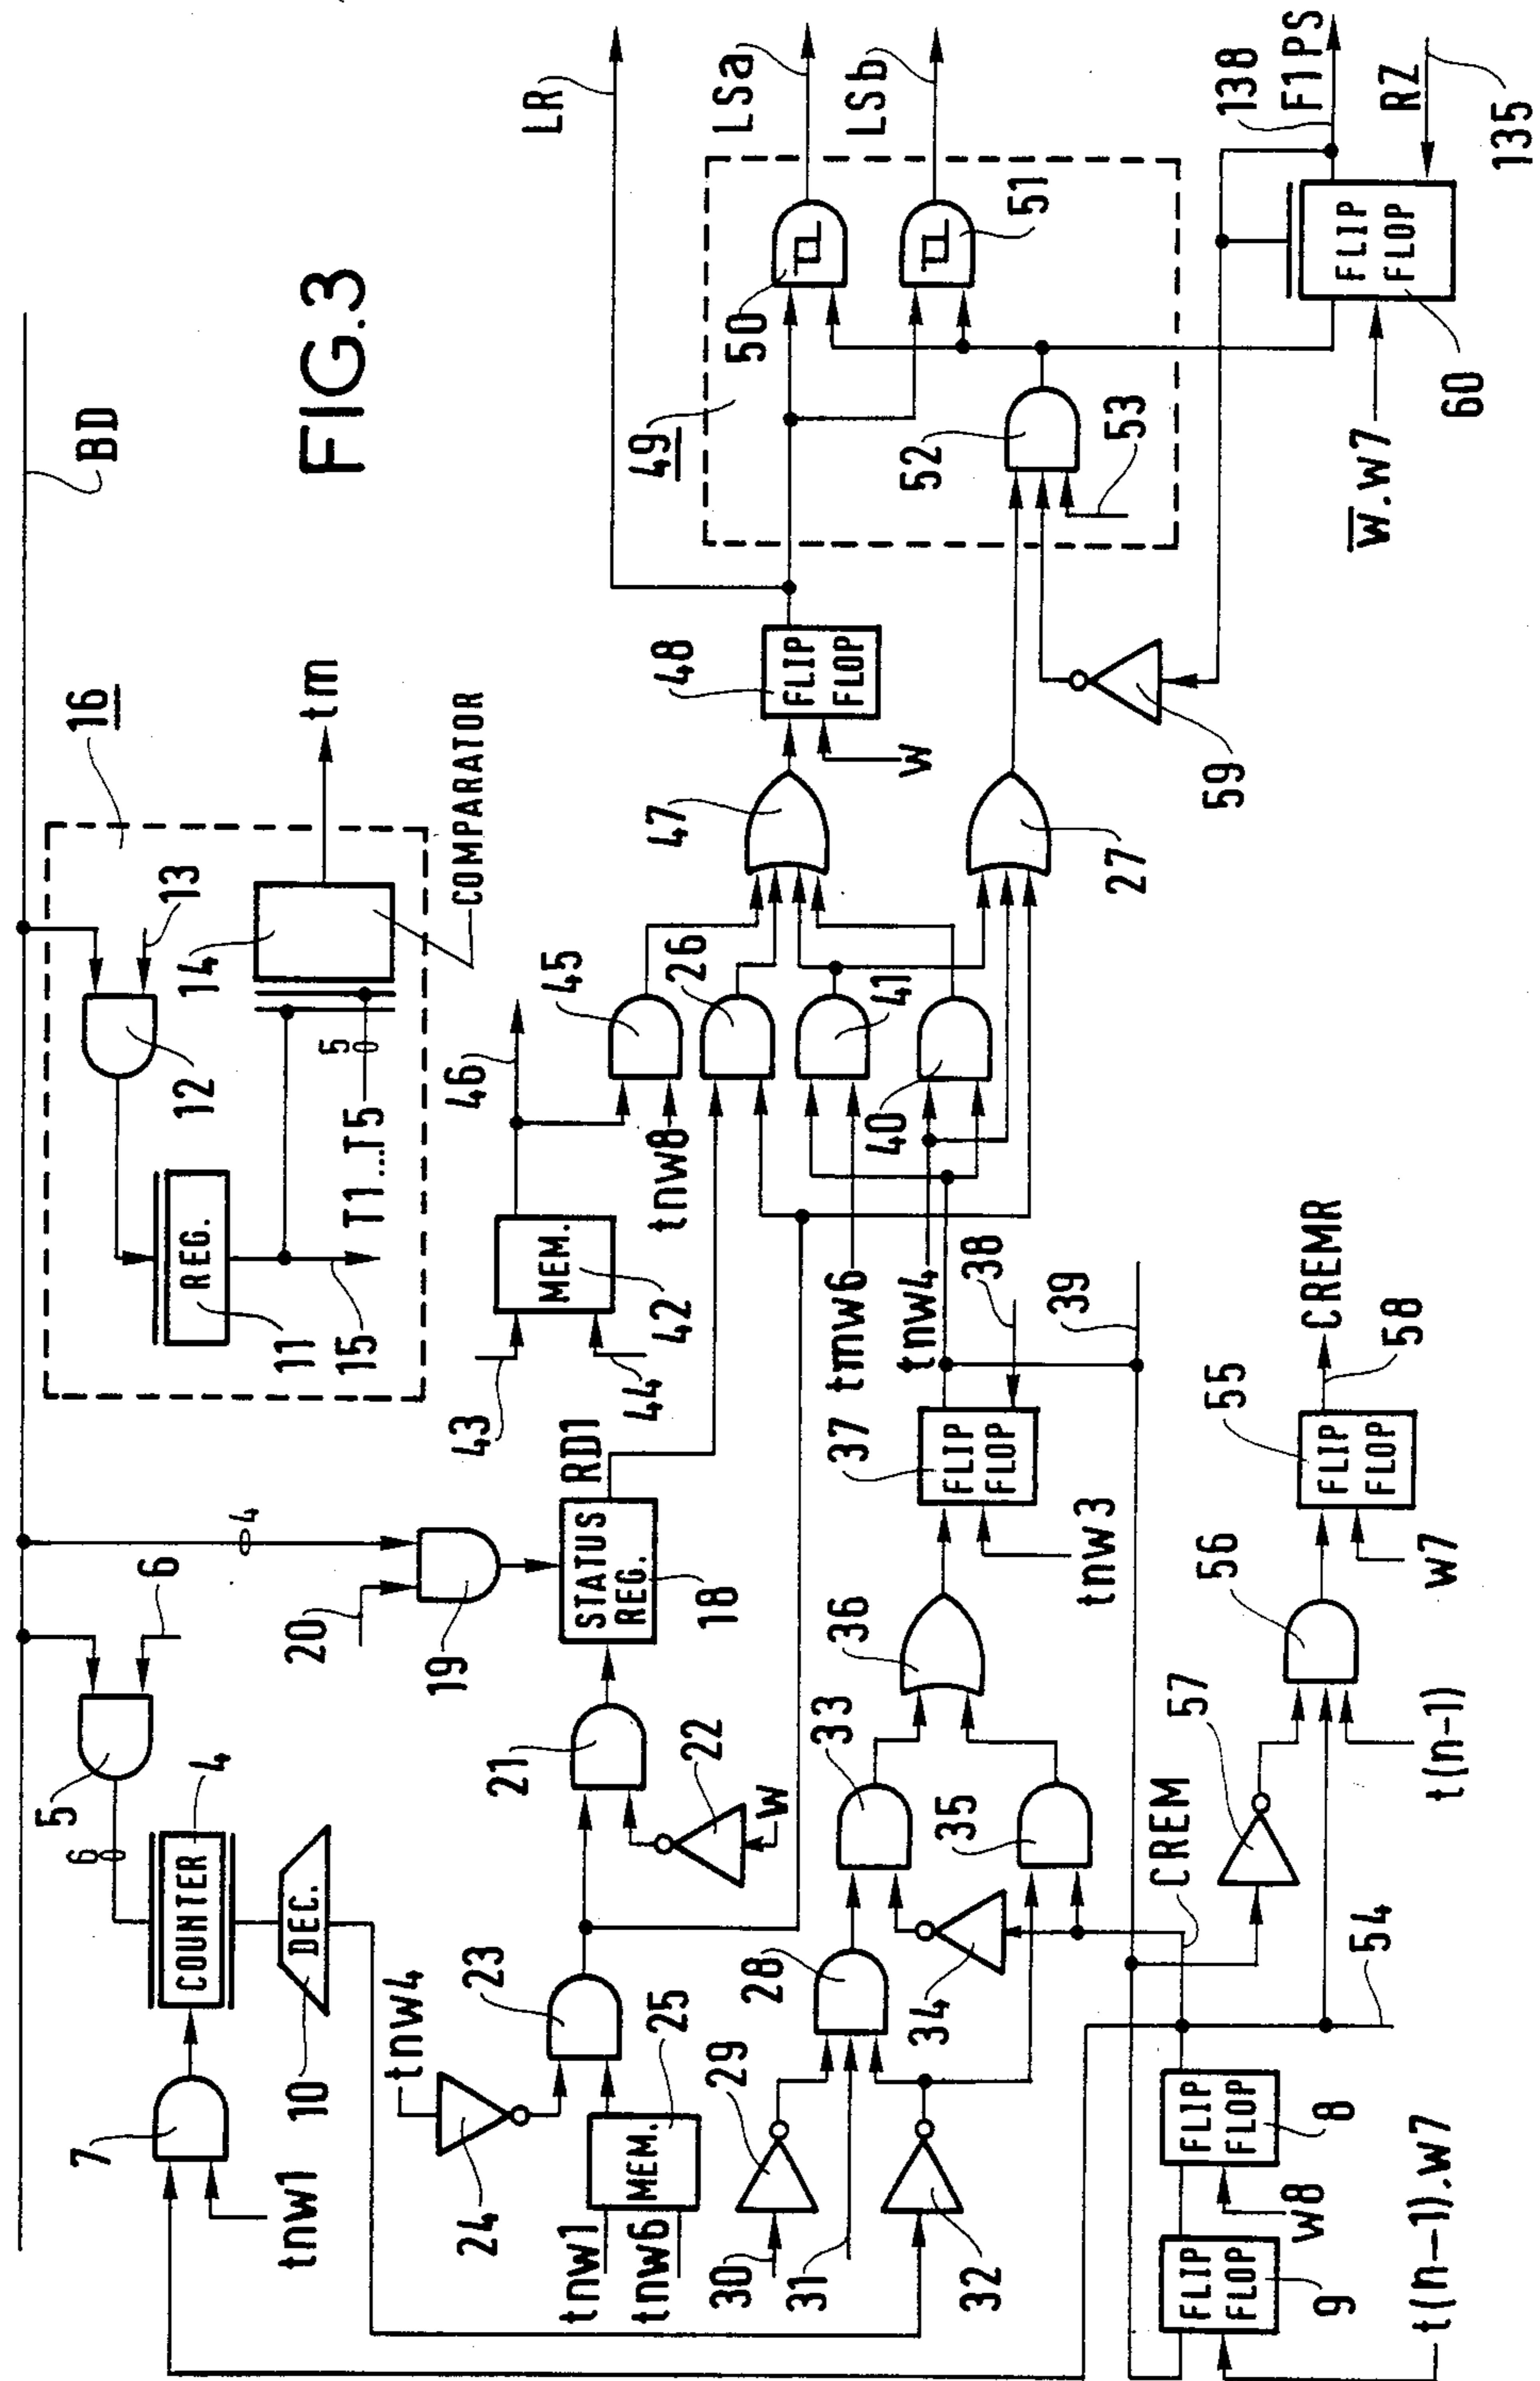 FIG.3
BD
16
tm
COMPARATOR
14
13
12
5
T1...T5
REG.
11
15
LR
LSa
LSb
49
50
51
52
53
138
F1PS
RZ
135
FLIP FLOP
60
w̅.w7
59
48
FLIP FLOP
w
47
27
45
26
41
40
46
tnw8
MEM.
42
43
44
tmw6
tnw4
38
39
RD1
STATUS REG.
18
4
19
20
6
5
6
4
COUNTER
DEC.
10
7
tnw1
21
22
w
23
24
tnw4
25
MEM.
tnw1
tnw6
28
29
30
31
32
33
34
35
36
37
FLIP FLOP
tnw3
CREM
CREMR
58
55
FLIP FLOP
w7
56
57
t(n-1)
54
FLIP FLOP
8
w8
FLIP FLOP
9
t(n-1).w7